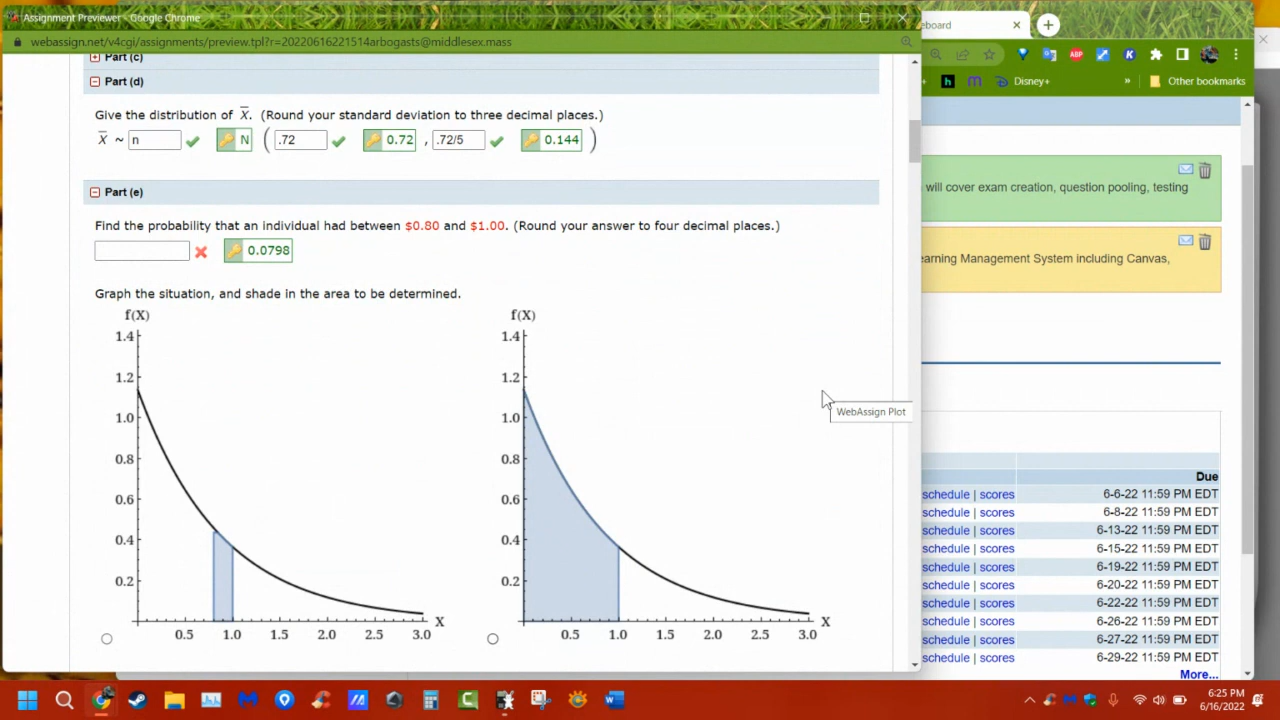 Assignment Previewer - Google Chrome
eboard
webassign.net/v4cgi/assignments/preview.tpl?r=20220616221514arbogasts@middlesex.mass
ABP
K
h
m
Disney+
»
Other bookmarks
Part (c)
Part (d)
Give the distribution of X̅. (Round your standard deviation to three decimal places.)
X̅ ~ n N ( .72 0.72 , .72/5 0.144 )
will cover exam creation, question pooling, testing
Part (e)
Find the probability that an individual had between $0.80 and $1.00. (Round your answer to four decimal places.)
0.0798
earning Management System including Canvas,
Graph the situation, and shade in the area to be determined.
f(X)
1.4
1.2
1.0
0.8
0.6
0.4
0.2
0.5 1.0 1.5 2.0 2.5 3.0 X
f(X)
1.4
1.2
1.0
0.8
0.6
0.4
0.2
0.5 1.0 1.5 2.0 2.5 3.0 X
WebAssign Plot
Due
schedule | scores 6-6-22 11:59 PM EDT
schedule | scores 6-8-22 11:59 PM EDT
schedule | scores 6-13-22 11:59 PM EDT
schedule | scores 6-15-22 11:59 PM EDT
schedule | scores 6-19-22 11:59 PM EDT
schedule | scores 6-20-22 11:59 PM EDT
schedule | scores 6-22-22 11:59 PM EDT
schedule | scores 6-26-22 11:59 PM EDT
schedule | scores 6-27-22 11:59 PM EDT
schedule | scores 6-29-22 11:59 PM EDT
More...
6:25 PM
6/16/2022